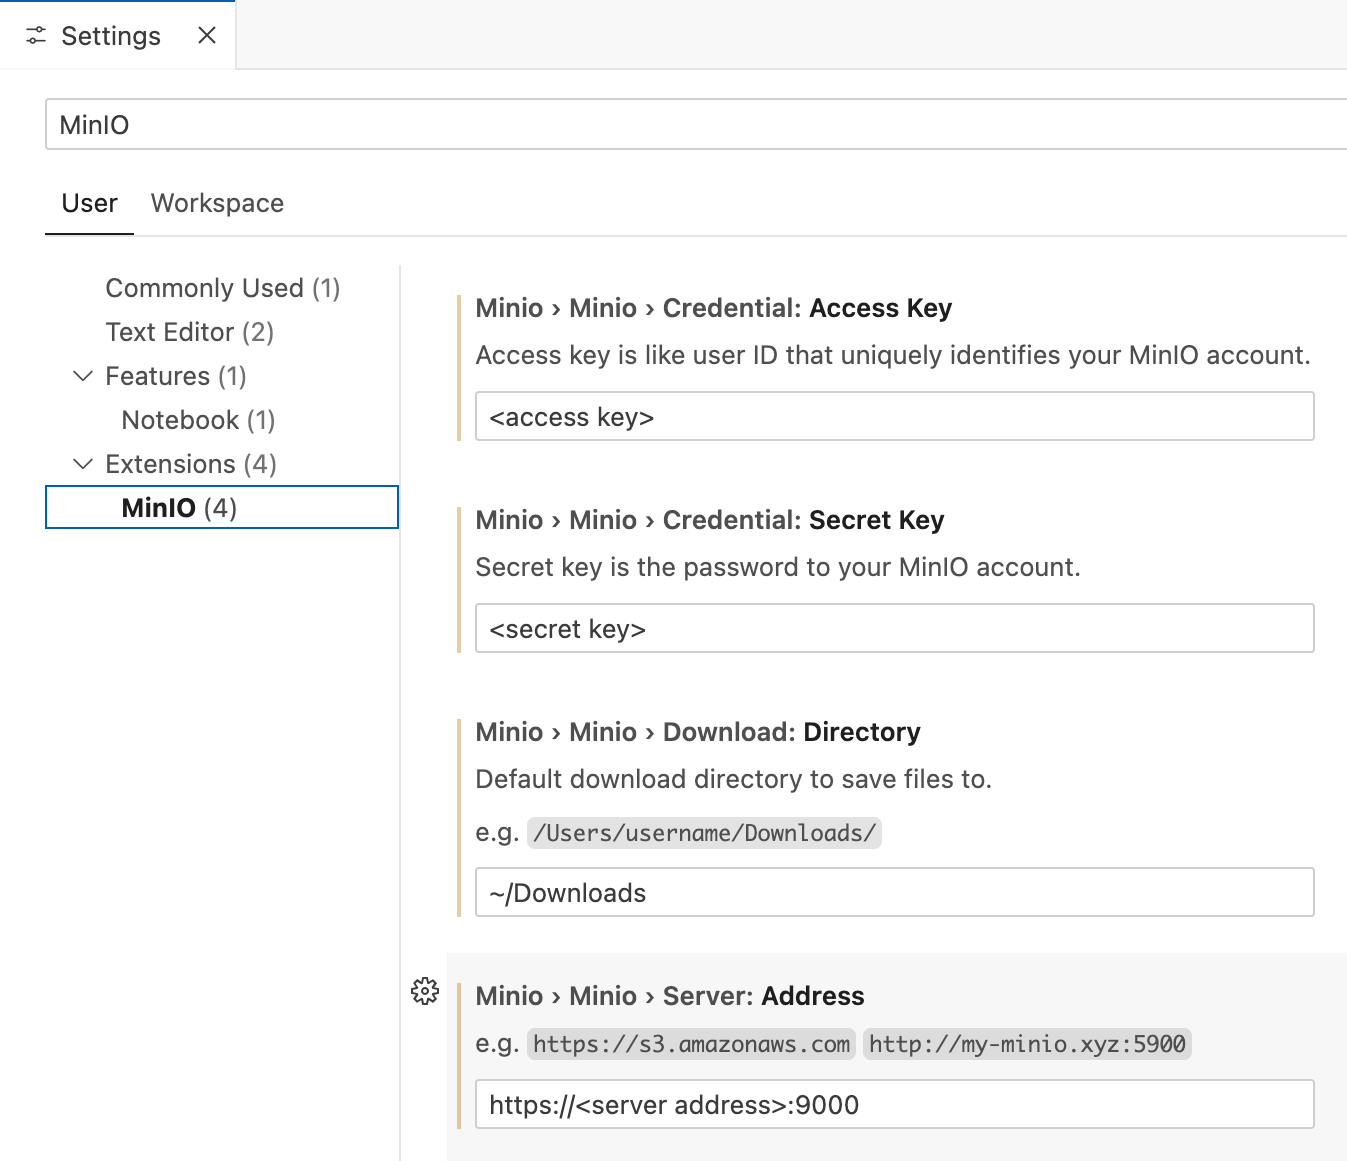 Settings
MinIO
User Workspace
Commonly Used (1)
Text Editor (2)
Features (1)
Notebook (1)
Extensions (4)
MinIO (4)
Minio › Minio › Credential: Access Key
Access key is like user ID that uniquely identifies your MinIO account.
<access key>
Minio › Minio › Credential: Secret Key
Secret key is the password to your MinIO account.
<secret key>
Minio › Minio › Download: Directory
Default download directory to save files to.
e.g. /Users/username/Downloads/
~/Downloads
Minio › Minio › Server: Address
e.g. https://s3.amazonaws.com http://my-minio.xyz:5900
https://<server address>:9000